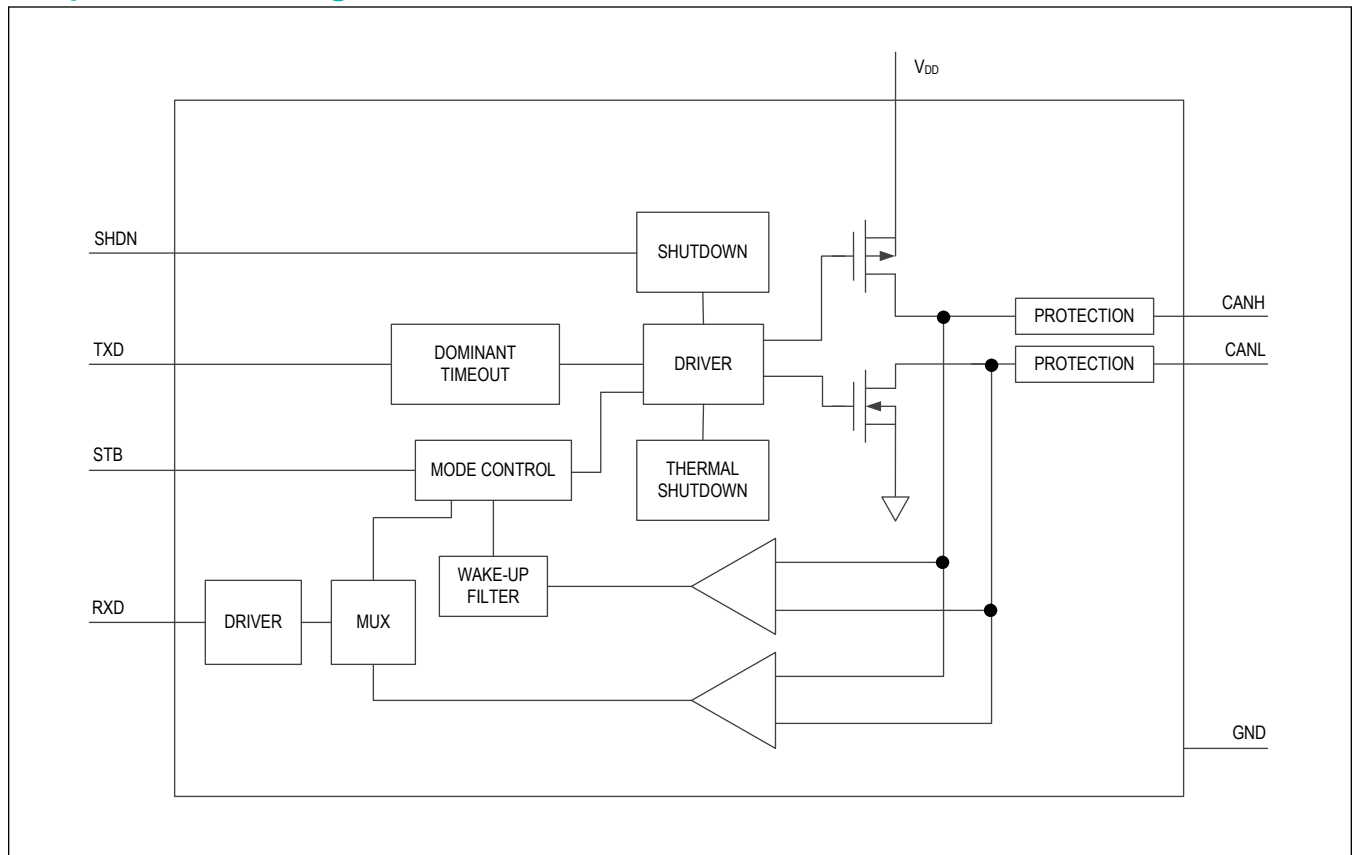 V_DD
SHDN
SHUTDOWN
CANH
PROTECTION
TXD
DOMINANT
TIMEOUT
DRIVER
PROTECTION
CANL
STB
MODE CONTROL
THERMAL
SHUTDOWN
WAKE-UP
FILTER
RXD
DRIVER
MUX
GND